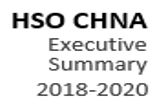 HSO CHNA
Executive
Summary
2018-2020